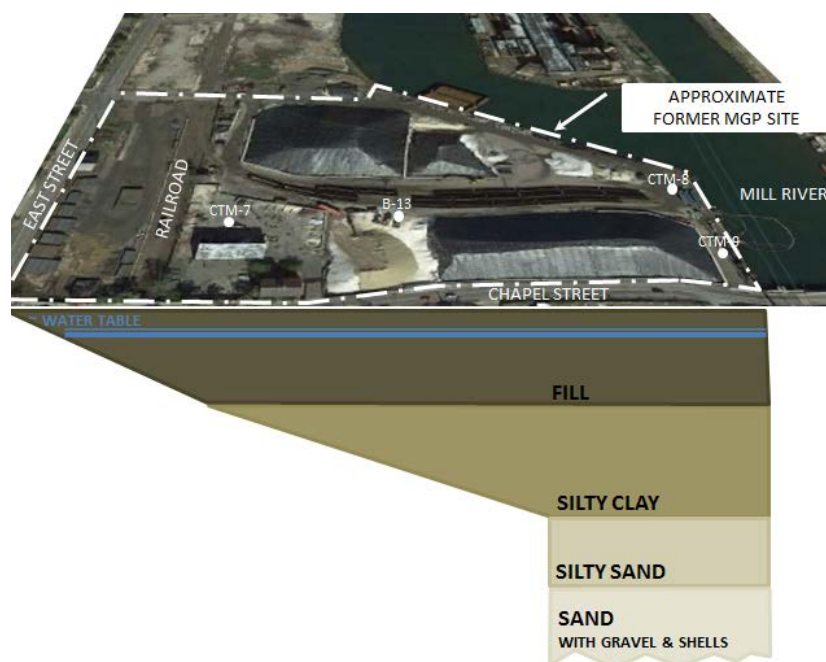 APPROXIMATE
FORMER MGP SITE
EAST STREET
RAILROAD
CTM-7
B-13
CTM-8
MILL RIVER
CTM-9
CHAPEL STREET
~ WATER TABLE
FILL
SILTY CLAY
SILTY SAND
SAND
WITH GRAVEL & SHELLS